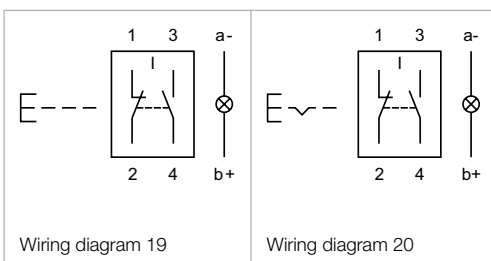 1 3 a-
I
2 4 b+
Wiring diagram 19
1 3 a-
I
2 4 b+
Wiring diagram 20